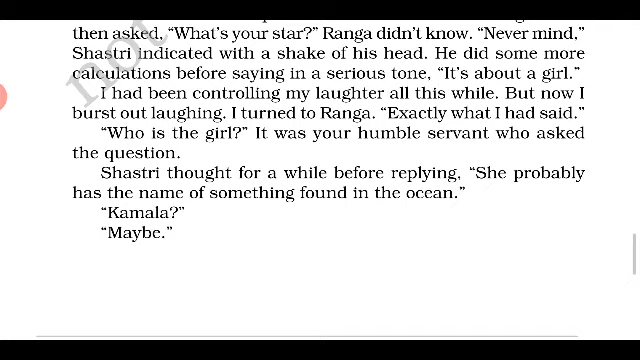 then asked, “What’s your star?” Ranga didn’t know. “Never mind,”
Shastri indicated with a shake of his head. He did some more
calculations before saying in a serious tone, “It’s about a girl.”
I had been controlling my laughter all this while. But now I
burst out laughing. I turned to Ranga. “Exactly what I had said.”
“Who is the girl?” It was your humble servant who asked
the question.
Shastri thought for a while before replying, “She probably
has the name of something found in the ocean.”
“Kamala?”
“Maybe.”
not